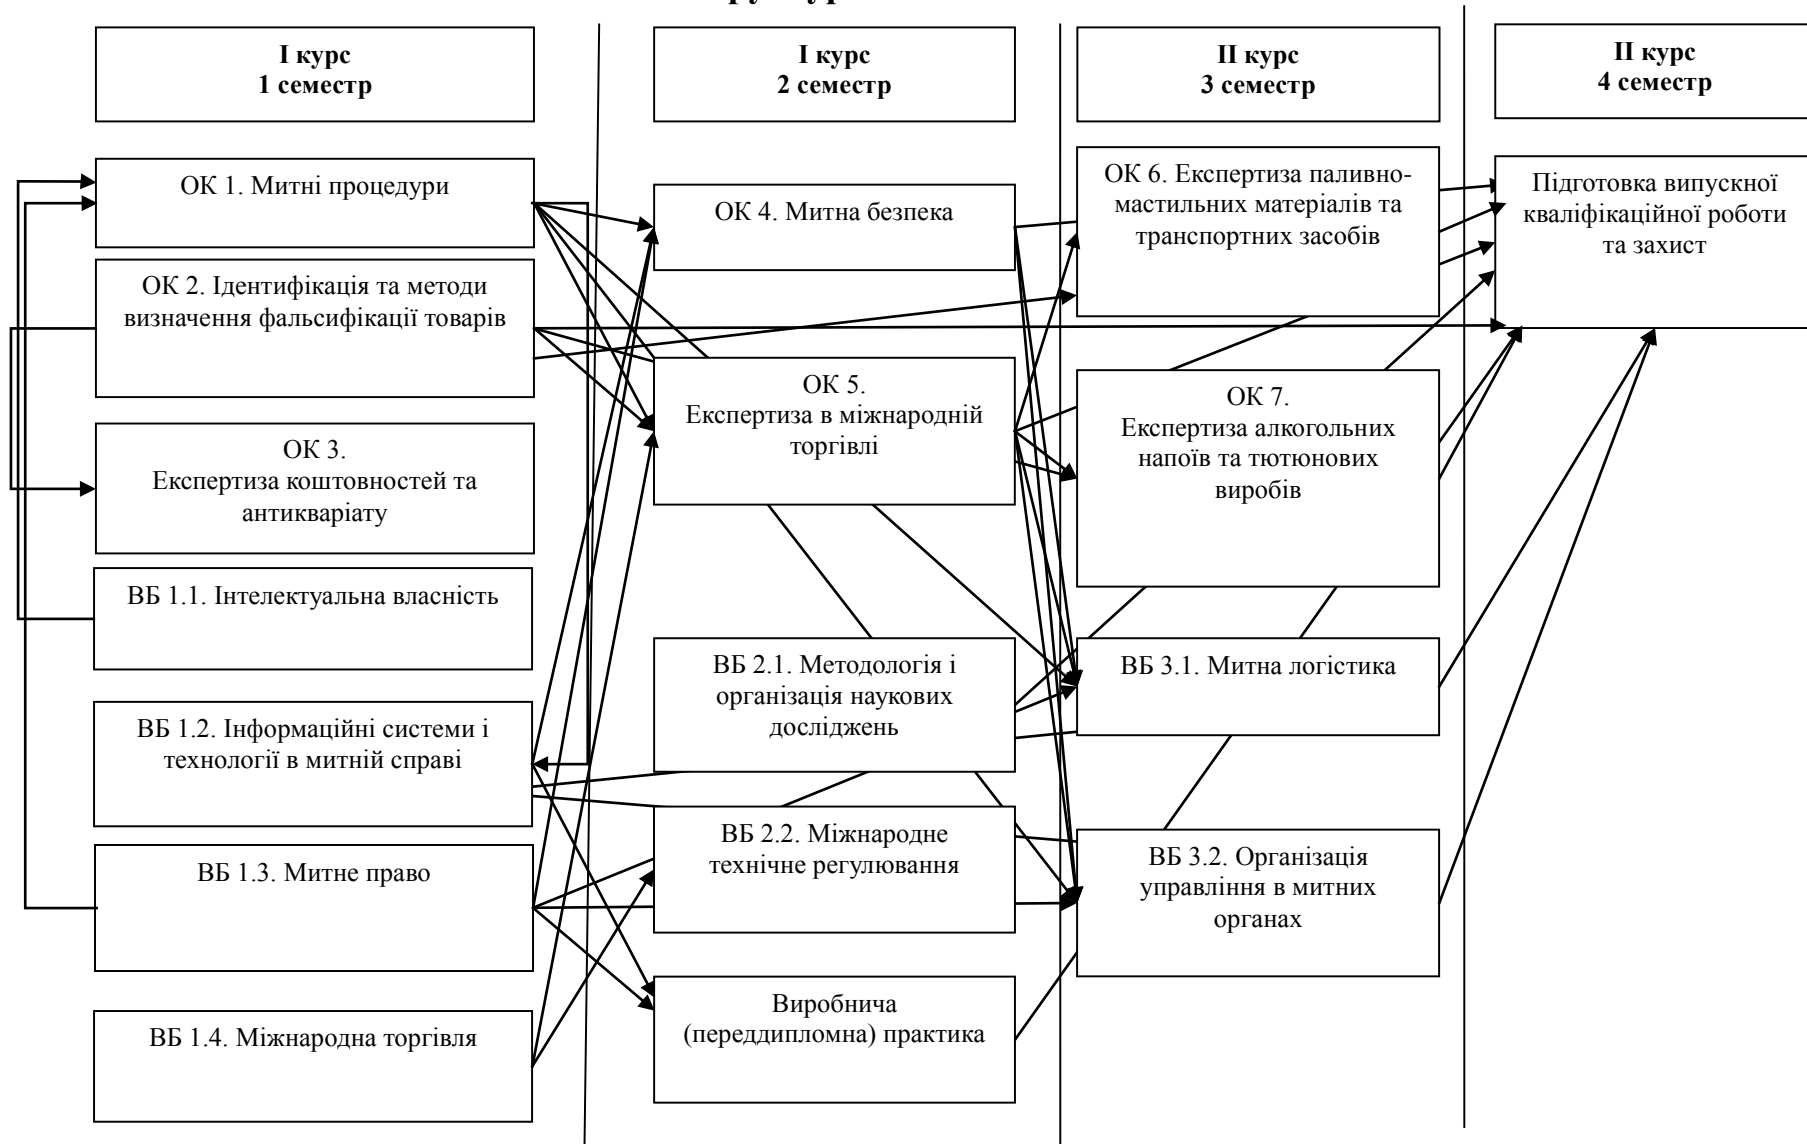 І курс
1 семестр
І курс
2 семестр
ІІ курс
3 семестр
ІІ курс
4 семестр
ОК 1. Митні процедури
ОК 2. Ідентифікація та методи
визначення фальсифікації товарів
ОК 3.
Експертиза коштовностей та
антикваріату
ВБ 1.1. Інтелектуальна власність
ВБ 1.2. Інформаційні системи і
технології в митній справі
ВБ 1.3. Митне право
ВБ 1.4. Міжнародна торгівля
ОК 4. Митна безпека
ОК 5.
Експертиза в міжнародній
торгівлі
ВБ 2.1. Методологія і
організація наукових
досліджень
ВБ 2.2. Міжнародне
технічне регулювання
Виробнича
(переддипломна) практика
ОК 6. Експертиза паливно-
мастильних матеріалів та
транспортних засобів
ОК 7.
Експертиза алкогольних
напоїв та тютюнових
виробів
ВБ 3.1. Митна логістика
ВБ 3.2. Організація
управління в митних
органах
Підготовка випускної
кваліфікаційної роботи
та захист